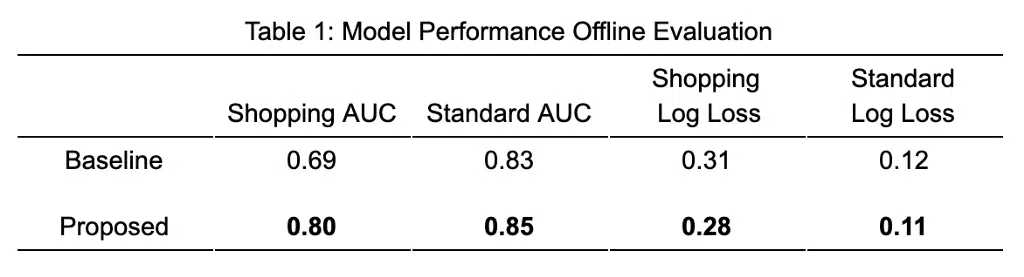 Table 1: Model Performance Offline Evaluation
Shopping AUC Standard AUC Shopping Log Loss Standard Log Loss
Baseline 0.69 0.83 0.31 0.12
Proposed 0.80 0.85 0.28 0.11